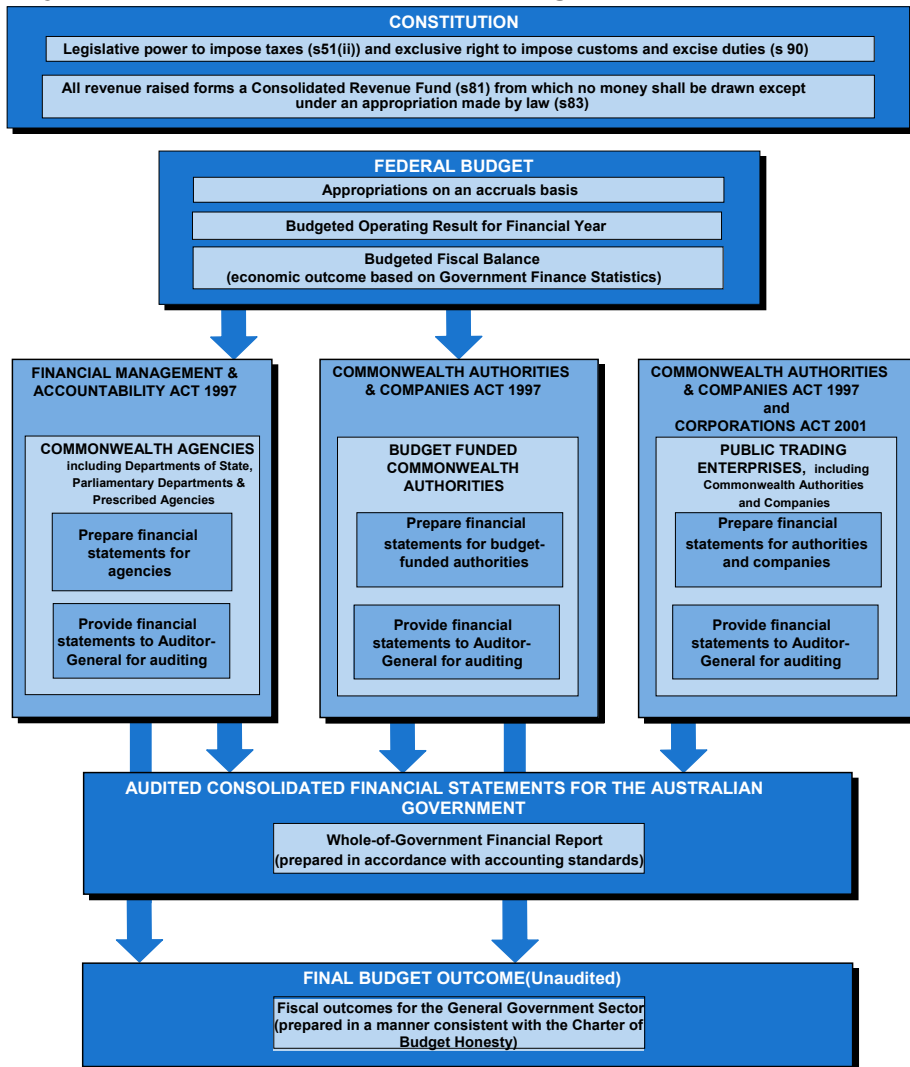 CONSTITUTION
Legislative power to impose taxes (s51(ii)) and exclusive right to impose customs and excise duties (s 90)
All revenue raised forms a Consolidated Revenue Fund (s81) from which no money shall be drawn except
under an appropriation made by law (s83)
FEDERAL BUDGET
Appropriations on an accruals basis
Budgeted Operating Result for Financial Year
Budgeted Fiscal Balance
(economic outcome based on Government Finance Statistics)
FINANCIAL MANAGEMENT &
ACCOUNTABILITY ACT 1997
COMMONWEALTH AGENCIES
including Departments of State,
Parliamentary Departments &
Prescribed Agencies
Prepare financial
statements for
agencies
Provide financial
statements to Auditor-
General for auditing
COMMONWEALTH AUTHORITIES
& COMPANIES ACT 1997
BUDGET FUNDED
COMMONWEALTH
AUTHORITIES
Prepare financial
statements for budget-
funded authorities
Provide financial
statements to Auditor-
General for auditing
COMMONWEALTH AUTHORITIES
& COMPANIES ACT 1997
and
CORPORATIONS ACT 2001
PUBLIC TRADING
ENTERPRISES, including
Commonwealth Authorities
and Companies
Prepare financial
statements for authorities
and companies
Provide financial
statements to Auditor-
General for auditing
AUDITED CONSOLIDATED FINANCIAL STATEMENTS FOR THE AUSTRALIAN
GOVERNMENT
Whole-of-Government Financial Report
(prepared in accordance with accounting standards)
FINAL BUDGET OUTCOME(Unaudited)
Fiscal outcomes for the General Government Sector
(prepared in a manner consistent with the Charter of
Budget Honesty)